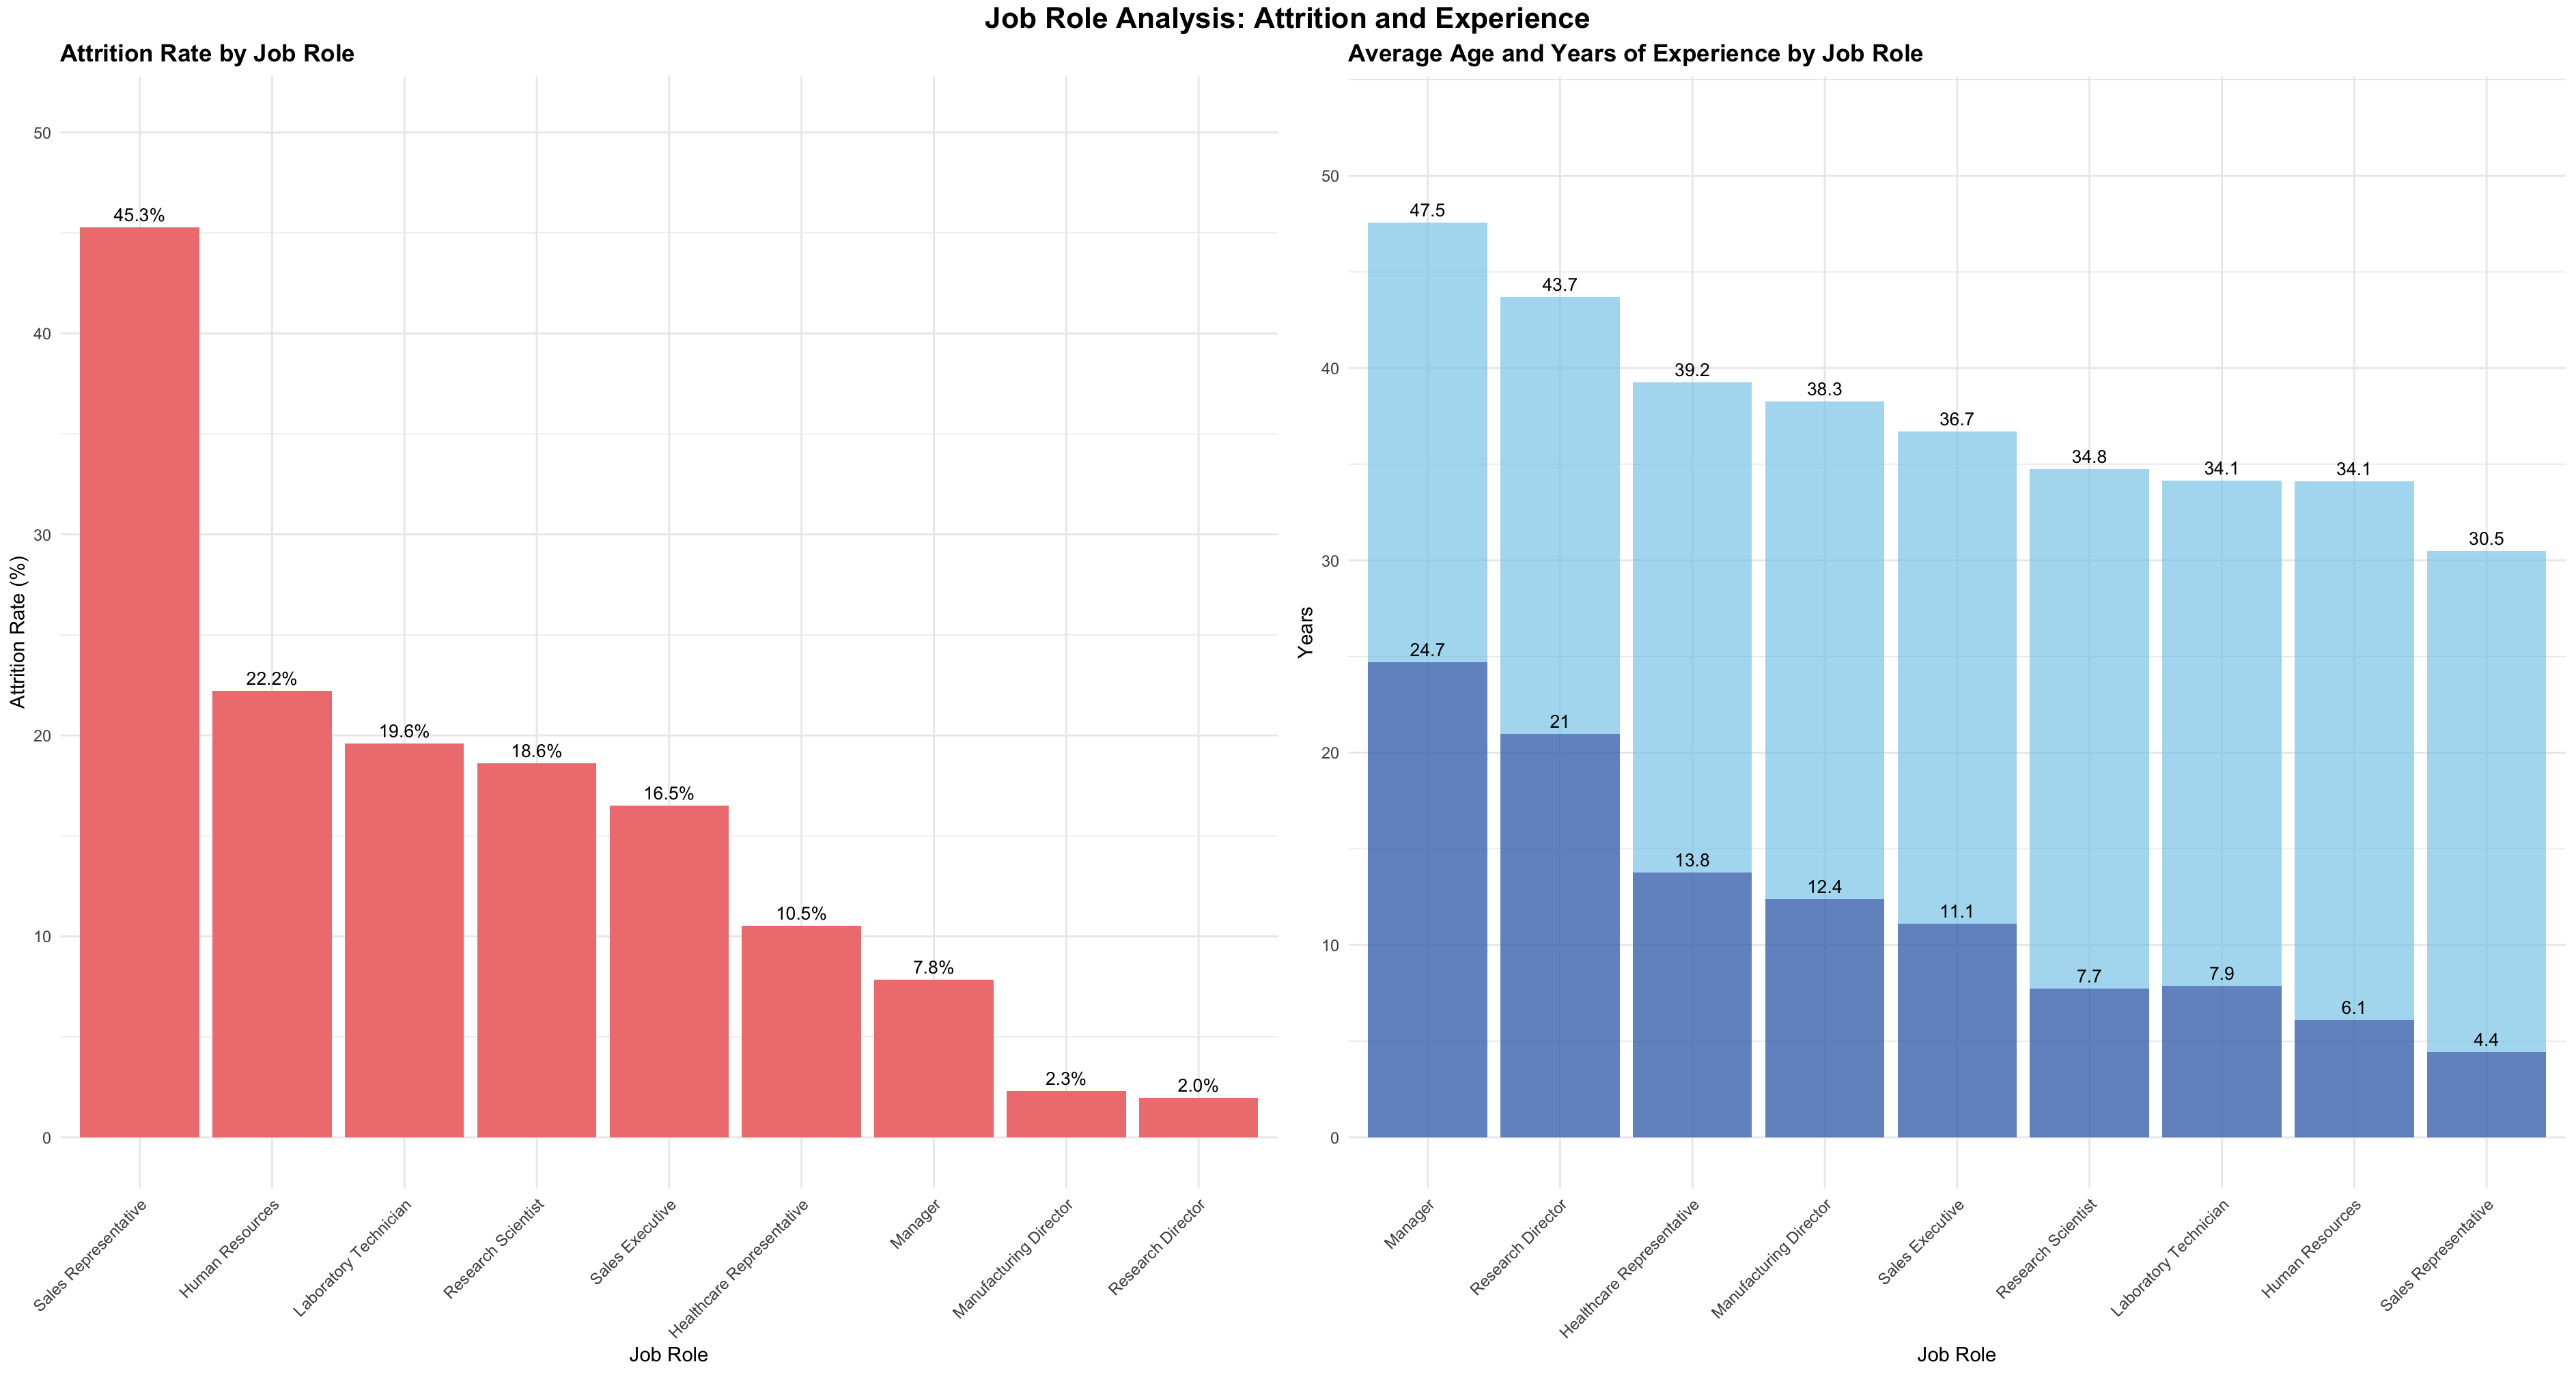 Job Role Analysis: Attrition and Experience
Attrition Rate by Job Role
50
40
30
20
10
0
Attrition Rate (%)
45.3%
22.2%
19.6%
18.6%
16.5%
10.5%
7.8%
2.3%
2.0%
Sales Representative
Human Resources
Laboratory Technician
Research Scientist
Sales Executive
Healthcare Representative
Manager
Manufacturing Director
Research Director
Job Role
Average Age and Years of Experience by Job Role
50
40
30
20
10
0
Years
47.5
43.7
39.2
38.3
36.7
34.8
34.1
34.1
30.5
24.7
21
13.8
12.4
11.1
7.7
7.9
6.1
4.4
Manager
Research Director
Healthcare Representative
Manufacturing Director
Sales Executive
Research Scientist
Laboratory Technician
Human Resources
Sales Representative
Job Role